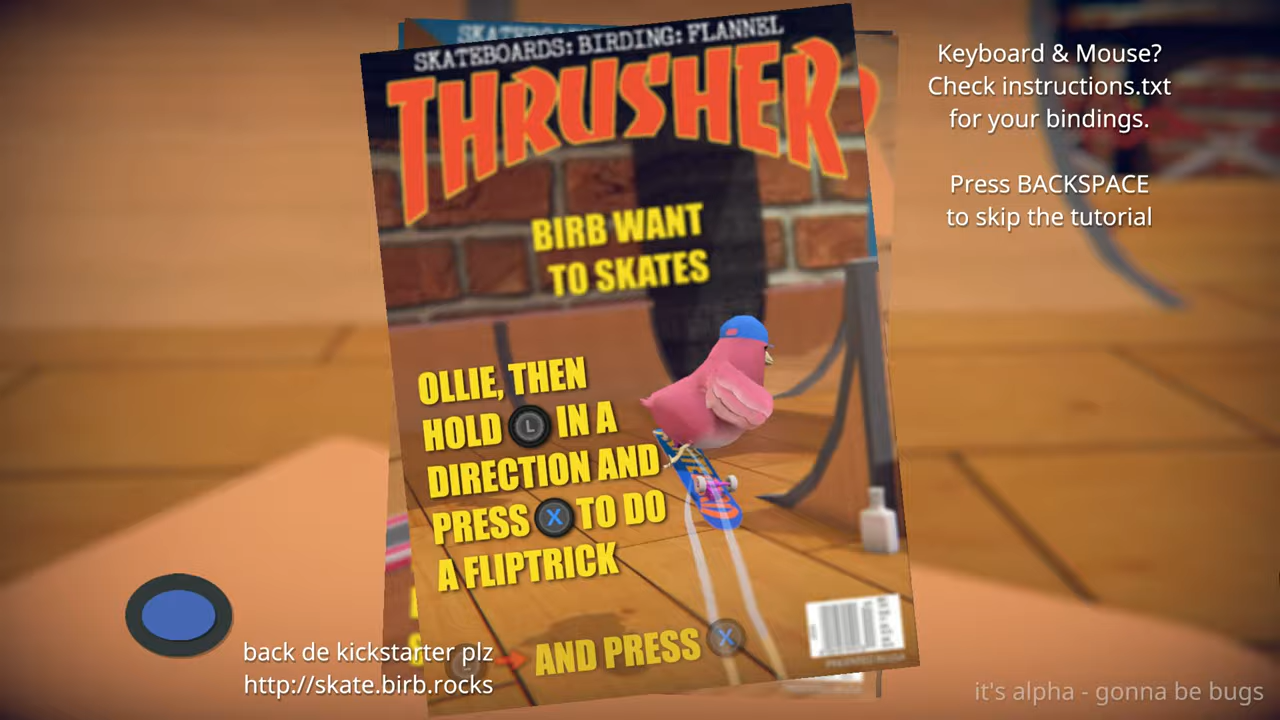 SKATEBOARDS: BIRDING: FLANNEL
THRUSHER
BIRB WANT
TO SKATES
OLLIE, THEN
HOLD L IN A
DIRECTION AND
PRESS X TO DO
A FLIPTRICK
AND PRESS X
Keyboard & Mouse?
Check instructions.txt
for your bindings.
Press BACKSPACE
to skip the tutorial
back de kickstarter plz
http://skate.birb.rocks
it's alpha - gonna be bugs